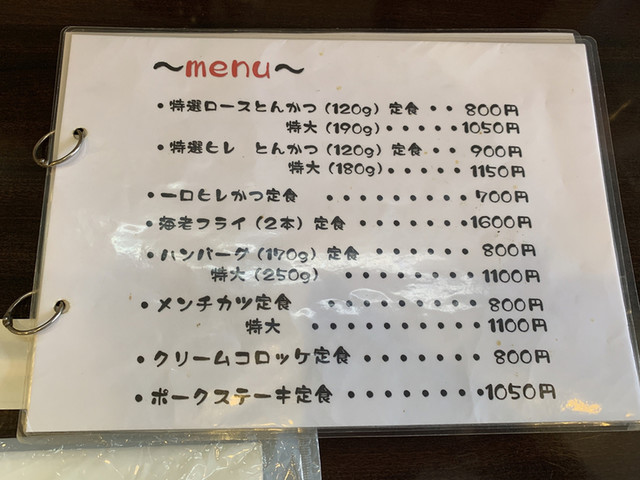 ～menu～
・特選ロースとんかつ(120g)定食・・800円
特大(190g)・・・・・1050円
・特選ヒレ とんかつ(120g)定食・・900円
特大(180g)・・・・・1150円
・一口ヒレかつ定食 ・・・・・・・・700円
・海老フライ(2本)定食 ・・・・・・・1600円
・ハンバーグ(170g)定食 ・・・・・・800円
特大(250g) ・・・・・・・・1100円
・メンチカツ定食 ・・・・・・・・・800円
特大 ・・・・・・・・・・1100円
・クリームコロッケ定食・・・・・・・800円
・ポークステーキ定食・・・・・・・・1050円